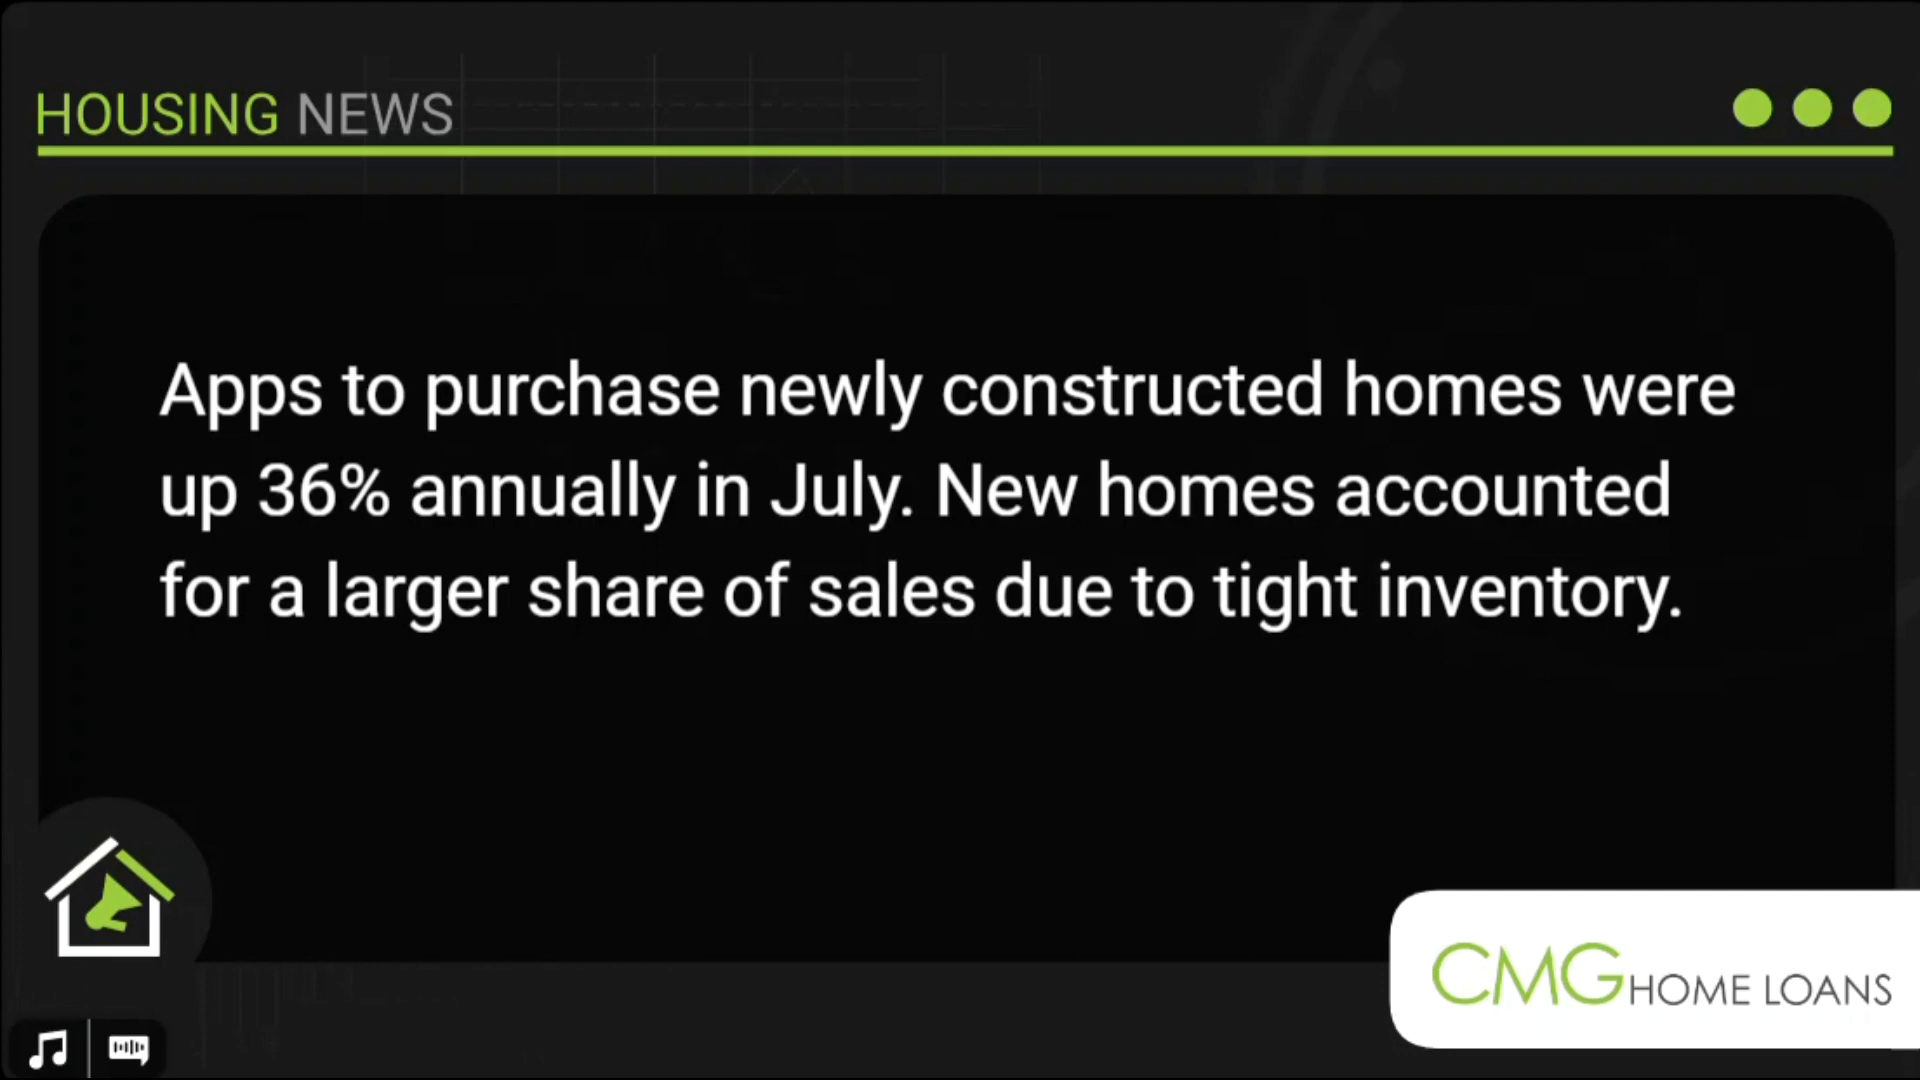 HOUSING NEWS
Apps to purchase newly constructed homes were
up 36% annually in July. New homes accounted
for a larger share of sales due to tight inventory.
CMG HOME LOANS